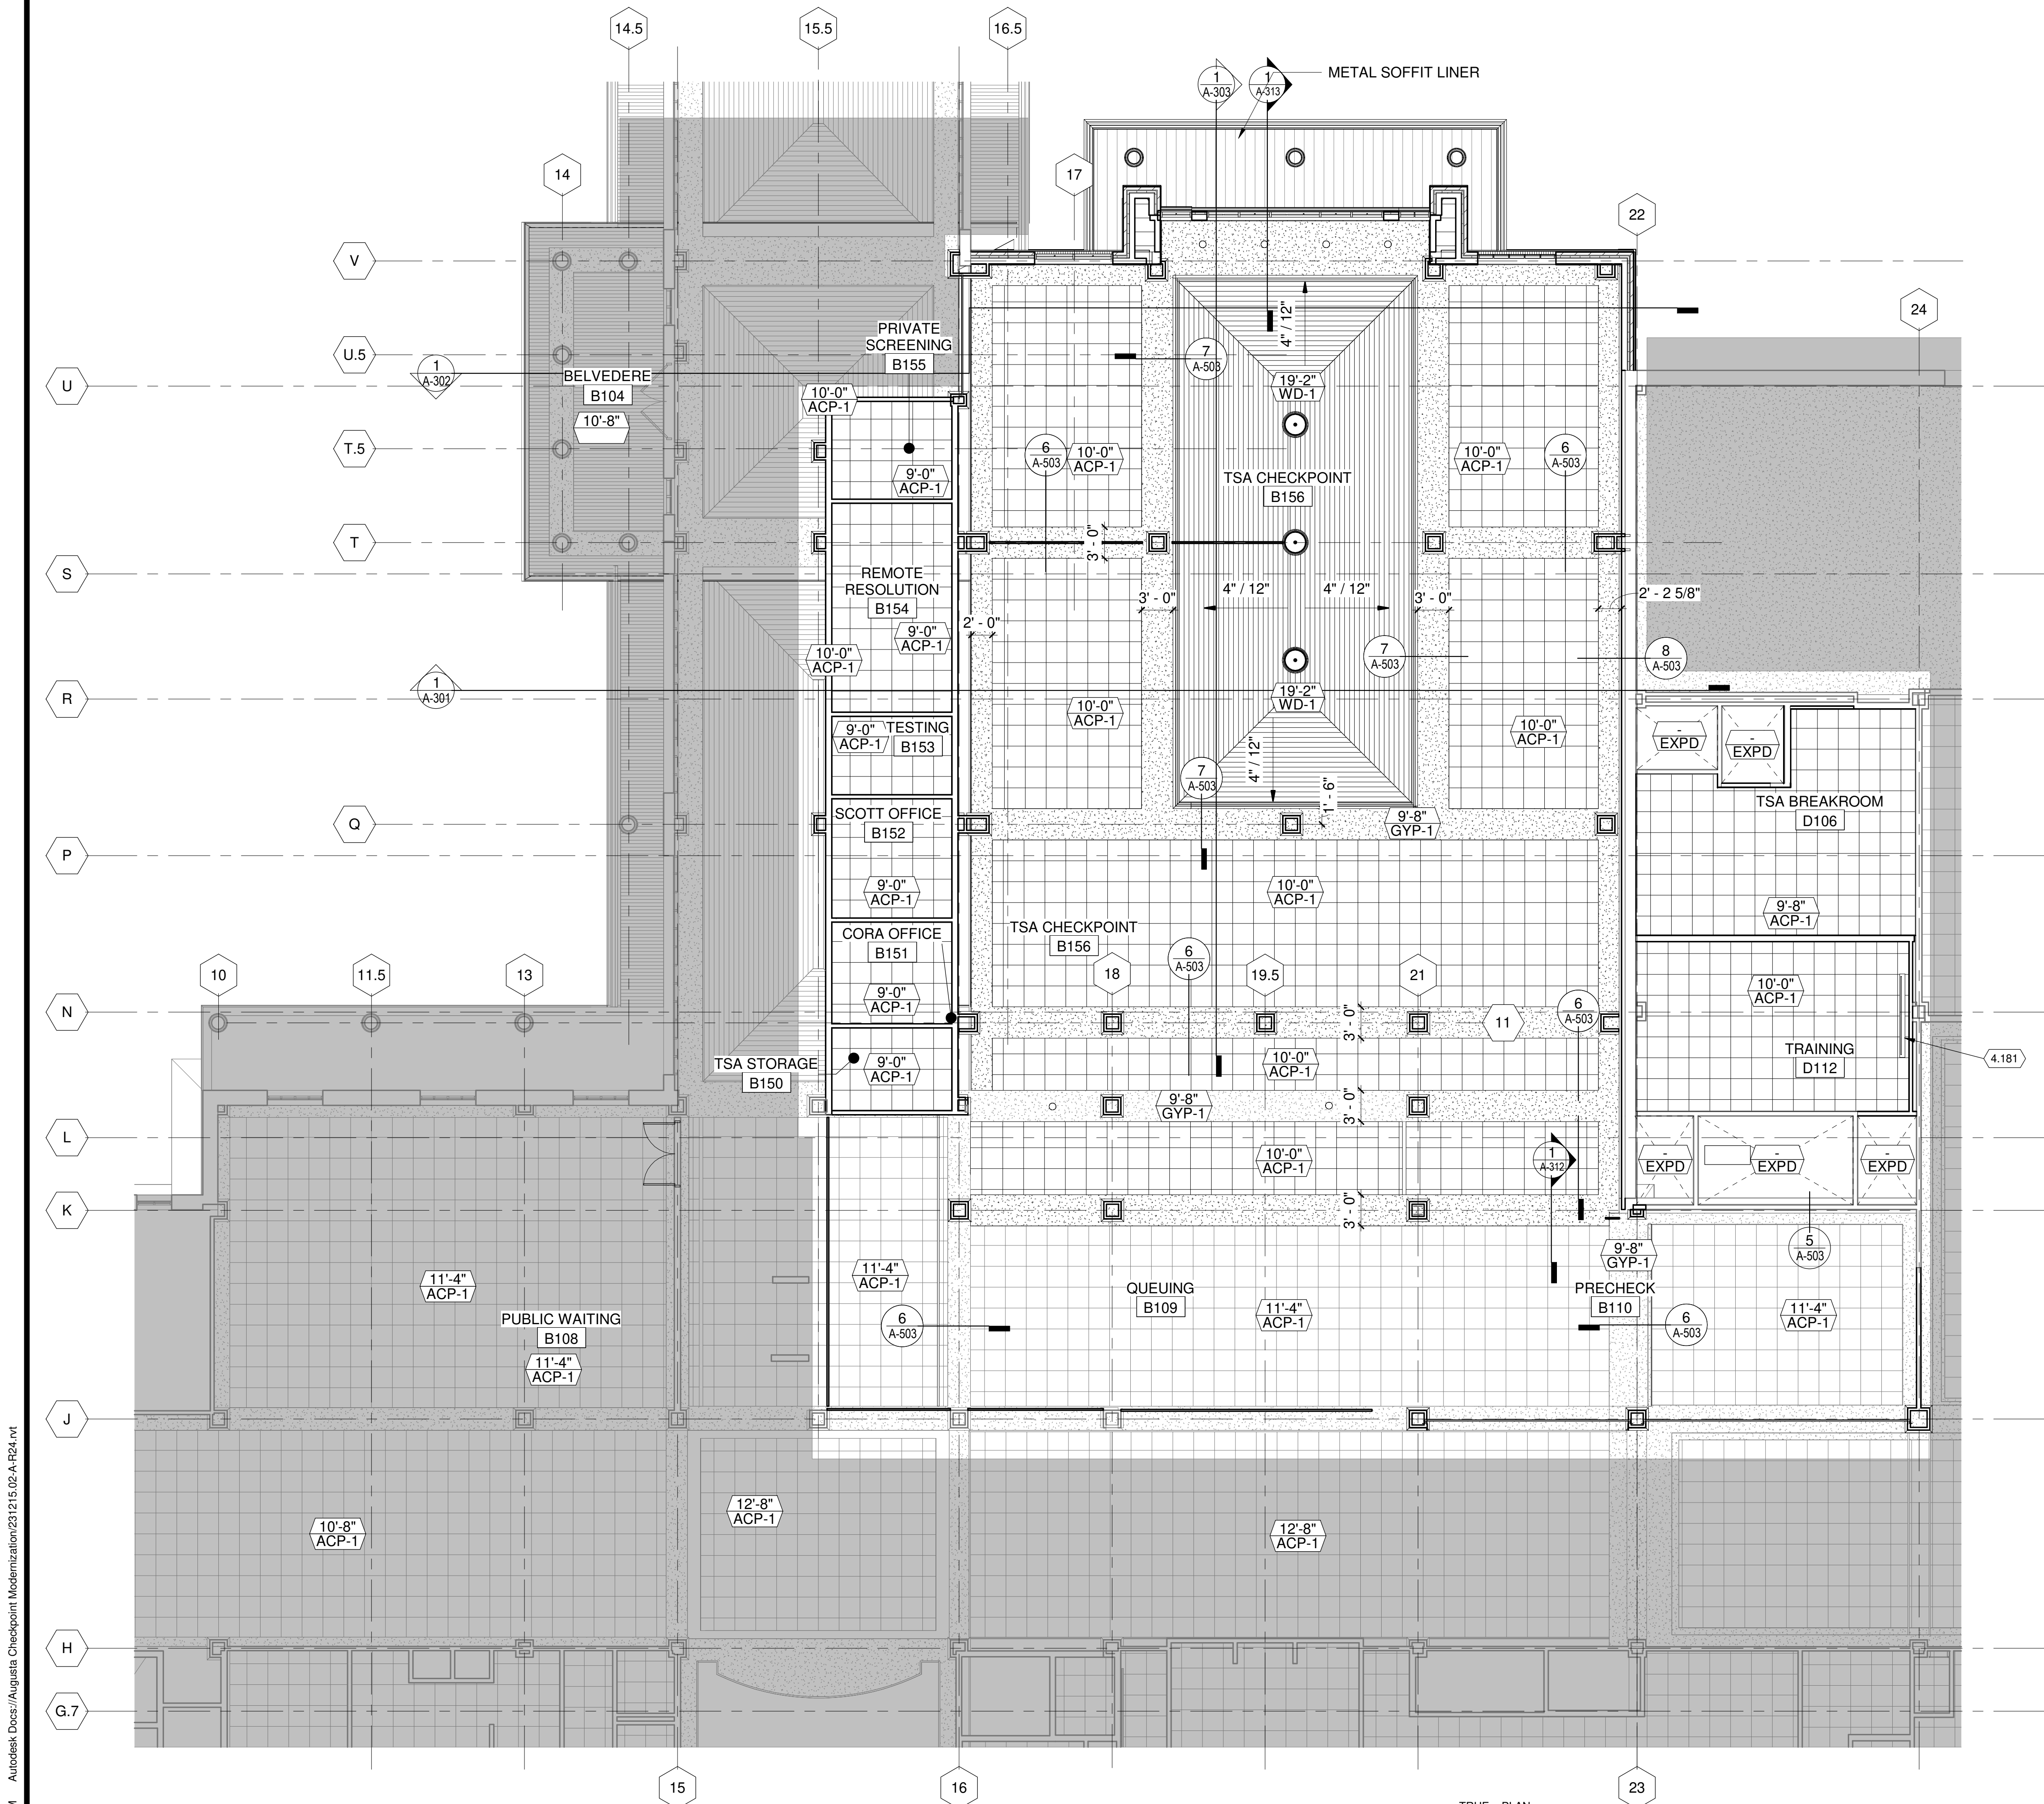 14.5
15.5
16.5
1
A-303
1
A-313
METAL SOFFIT LINER
14
17
22
V
24
PRIVATE
SCREENING
B155
U.5
7
A-503
4" / 12"
U
1
A-302
BELVEDERE
B104
10'-8"
10'-0"
ACP-1
19'-2"
WD-1
T.5
6
A-503
10'-0"
ACP-1
10'-0"
ACP-1
6
A-503
9'-0"
ACP-1
TSA CHECKPOINT
B156
T
3' - 0"
S
REMOTE
RESOLUTION
B154
4" / 12"
4" / 12"
3' - 0"
3' - 0"
2' - 2 5/8"
2' - 0"
9'-0"
ACP-1
10'-0"
ACP-1
7
A-503
8
A-503
R
1
A-301
19'-2"
WD-1
10'-0"
ACP-1
9'-0"
ACP-1
TESTING
B153
10'-0"
ACP-1
-
EXPD
-
EXPD
4" / 12"
7
A-503
1' - 6"
TSA BREAKROOM
D106
Q
SCOTT OFFICE
B152
9'-8"
GYP-1
P
9'-0"
ACP-1
10'-0"
ACP-1
9'-8"
ACP-1
TSA CHECKPOINT
B156
CORA OFFICE
B151
6
A-503
10
11.5
13
18
19.5
21
9'-0"
ACP-1
10'-0"
ACP-1
N
11
6
A-503
3' - 0"
TSA STORAGE
B150
9'-0"
ACP-1
10'-0"
ACP-1
TRAINING
D112
4.181
9'-8"
GYP-1
3' - 0"
L
10'-0"
ACP-1
1
A-312
-
EXPD
-
EXPD
-
EXPD
K
3' - 0"
9'-8"
GYP-1
5
A-503
11'-4"
ACP-1
11'-4"
ACP-1
QUEUING
B109
PRECHECK
B110
11'-4"
ACP-1
11'-4"
ACP-1
PUBLIC WAITING
B108
11'-4"
ACP-1
6
A-503
6
A-503
J
12'-8"
ACP-1
10'-8"
ACP-1
12'-8"
ACP-1
H
G.7
15
16
23
Autodesk Docs://Augusta Checkpoint Modernization/231215.02-A-R24.rvt